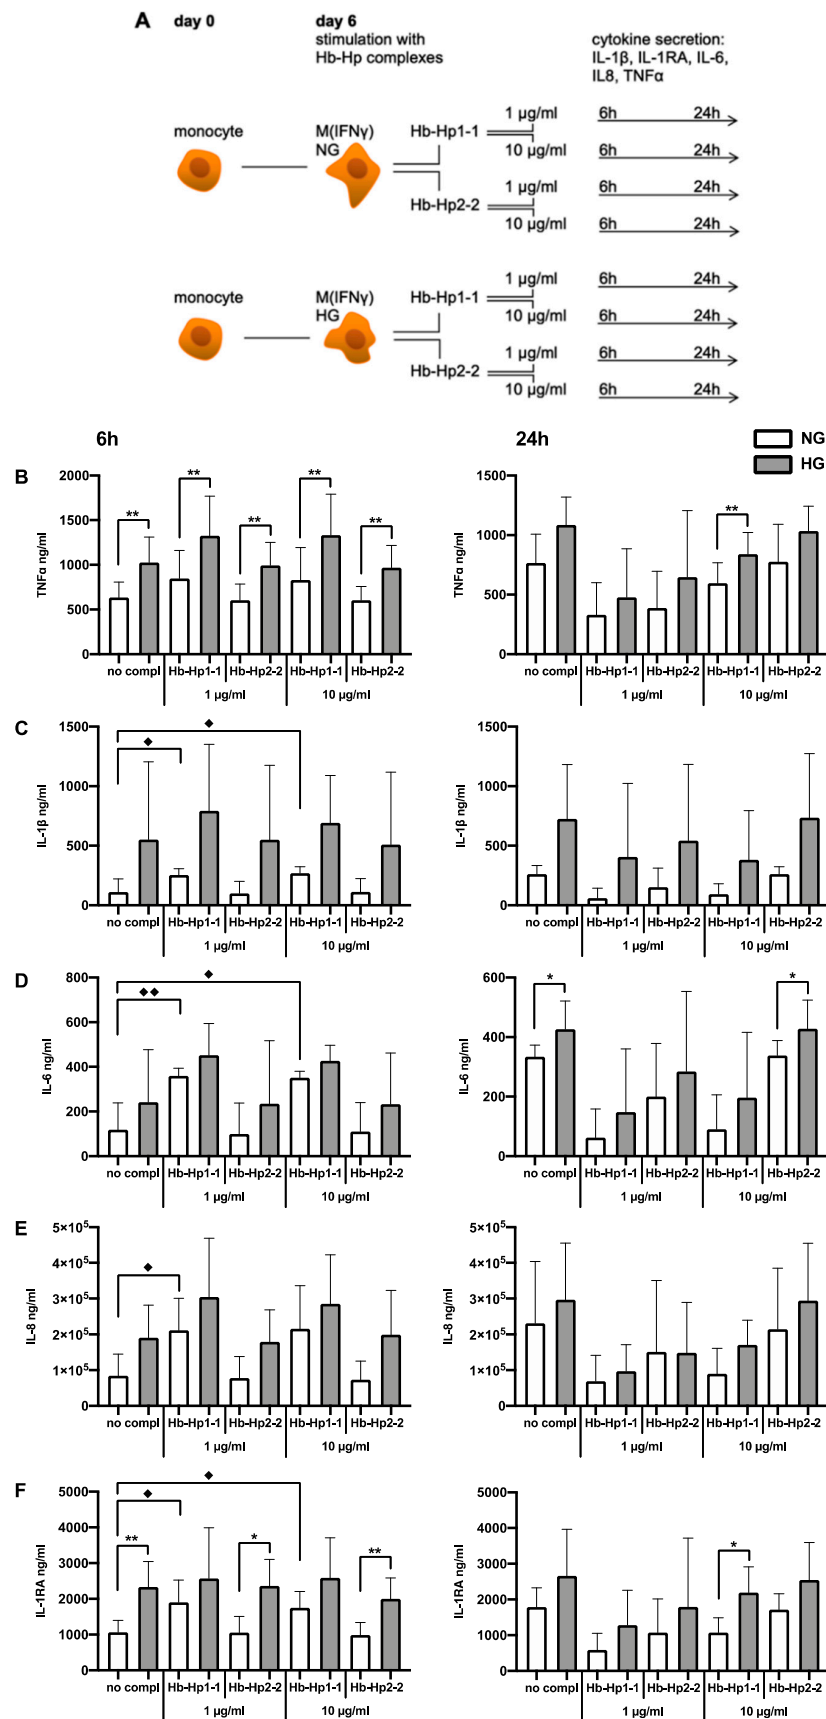 A day 0 day 6
stimulation with
Hb-Hp complexes
cytokine secretion:
IL-1β, IL-1RA, IL-6,
IL8, TNFα
monocyte
M(IFNγ)
NG
Hb-Hp1-1
1 µg/ml
10 µg/ml
6h 24h
6h 24h
Hb-Hp2-2
1 µg/ml
10 µg/ml
6h 24h
6h 24h
monocyte
M(IFNγ)
HG
Hb-Hp1-1
1 µg/ml
10 µg/ml
6h 24h
6h 24h
Hb-Hp2-2
1 µg/ml
10 µg/ml
6h 24h
6h 24h
6h
24h
NG
HG
B
TNFα ng/ml
2000
1500
1000
500
0
** ** ** ** **
no compl Hb-Hp1-1 Hb-Hp2-2 Hb-Hp1-1 Hb-Hp2-2
1 µg/ml 10 µg/ml
TNFα ng/ml
1500
1000
500
0
**
no compl Hb-Hp1-1 Hb-Hp2-2 Hb-Hp1-1 Hb-Hp2-2
1 µg/ml 10 µg/ml
C
IL-1β ng/ml
1500
1000
500
0
◆ ◆
no compl Hb-Hp1-1 Hb-Hp2-2 Hb-Hp1-1 Hb-Hp2-2
1 µg/ml 10 µg/ml
IL-1β ng/ml
1500
1000
500
0
no compl Hb-Hp1-1 Hb-Hp2-2 Hb-Hp1-1 Hb-Hp2-2
1 µg/ml 10 µg/ml
D
IL-6 ng/ml
800
600
400
200
0
◆
◆◆
no compl Hb-Hp1-1 Hb-Hp2-2 Hb-Hp1-1 Hb-Hp2-2
1 µg/ml 10 µg/ml
IL-6 ng/ml
600
400
200
0
* *
no compl Hb-Hp1-1 Hb-Hp2-2 Hb-Hp1-1 Hb-Hp2-2
1 µg/ml 10 µg/ml
E
IL-8 ng/ml
5×10⁵
4×10⁵
3×10⁵
2×10⁵
1×10⁵
0
◆
no compl Hb-Hp1-1 Hb-Hp2-2 Hb-Hp1-1 Hb-Hp2-2
1 µg/ml 10 µg/ml
IL-8 ng/ml
5×10⁵
4×10⁵
3×10⁵
2×10⁵
1×10⁵
0
no compl Hb-Hp1-1 Hb-Hp2-2 Hb-Hp1-1 Hb-Hp2-2
1 µg/ml 10 µg/ml
F
IL-1RA ng/ml
5000
4000
3000
2000
1000
0
◆
◆
** * **
no compl Hb-Hp1-1 Hb-Hp2-2 Hb-Hp1-1 Hb-Hp2-2
1 µg/ml 10 µg/ml
IL-1RA ng/ml
5000
4000
3000
2000
1000
0
*
no compl Hb-Hp1-1 Hb-Hp2-2 Hb-Hp1-1 Hb-Hp2-2
1 µg/ml 10 µg/ml